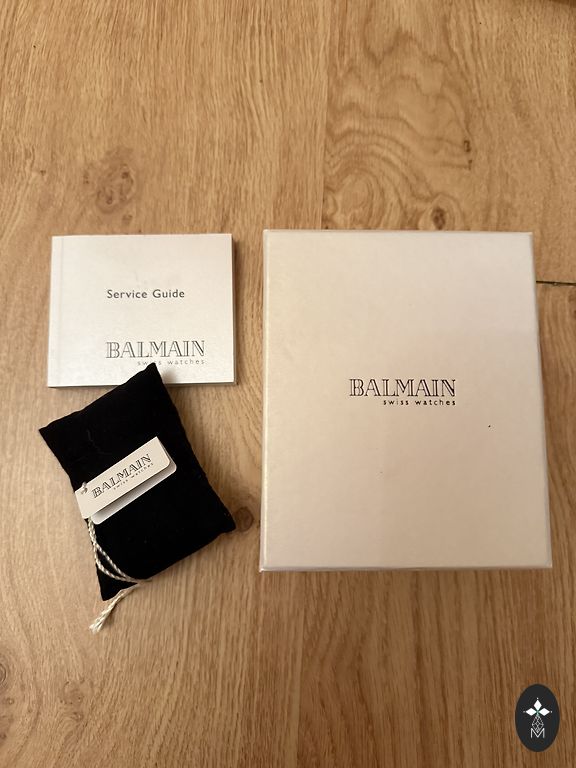 Service Guide
BALMAIN
swiss watches
BALMAIN
swiss watches
BALMAIN
swiss watches
M